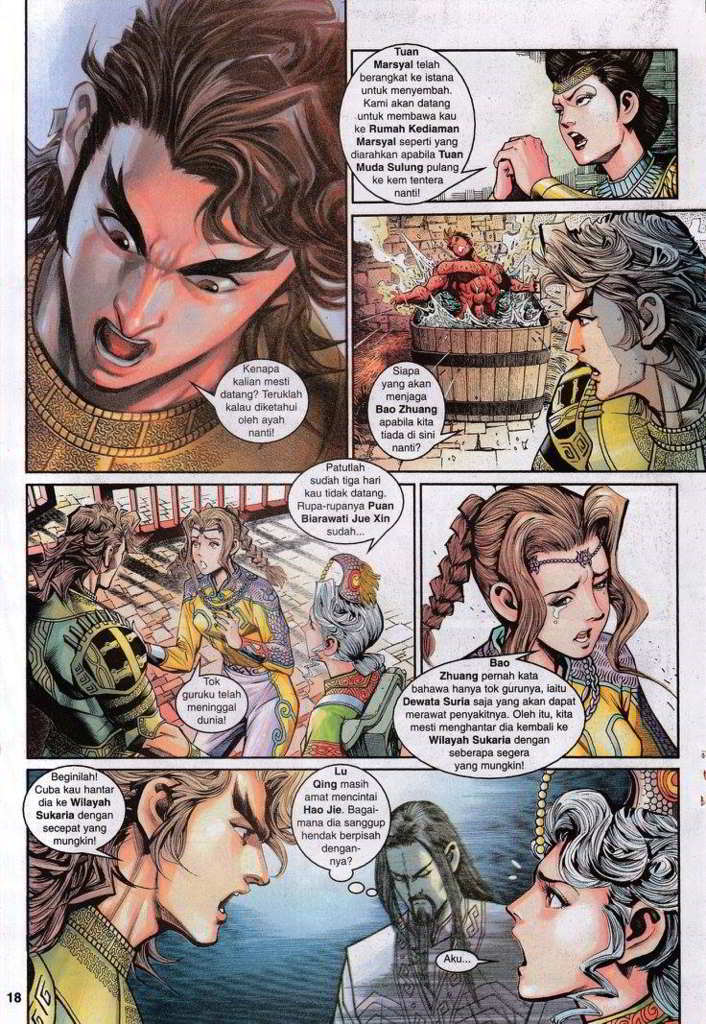 Kenapa
kalian mesti
datang? Teruklah
kalau diketahui
oleh ayah
nanti!
Tuan
Marsyal telah
berangkat ke istana
untuk menyembah.
Kami akan datang
untuk membawa kau
ke Rumah Kediaman
Marsyal seperti yang
diarahkan apabila Tuan
Muda Sulung pulang
ke kem tentera
nanti!
Siapa
yang akan
menjaga
Bao Zhuang
apabila kita
tiada di sini
nanti?
Patutlah
sudah tiga hari
kau tidak datang.
Rupa-rupanya Puan
Biarawati Jue Xin
sudah...
Tok
guruku telah
meninggal
dunia!
Bao
Zhuang pernah kata
bahawa hanya tok gurunya, iaitu
Dewata Suria saja yang akan dapat
merawat penyakitnya. Oleh itu, kita
mesti menghantar dia kembali ke
Wilayah Sukaria dengan
seberapa segera
yang mungkin!
Beginilah!
Cuba kau hantar
dia ke Wilayah
Sukaria dengan
secepat yang
mungkin!
Lu
Qing masih
amat mencintai
Hao Jie. Bagai-
mana dia sanggup
hendak berpisah
dengan-
nya?
Aku...
18